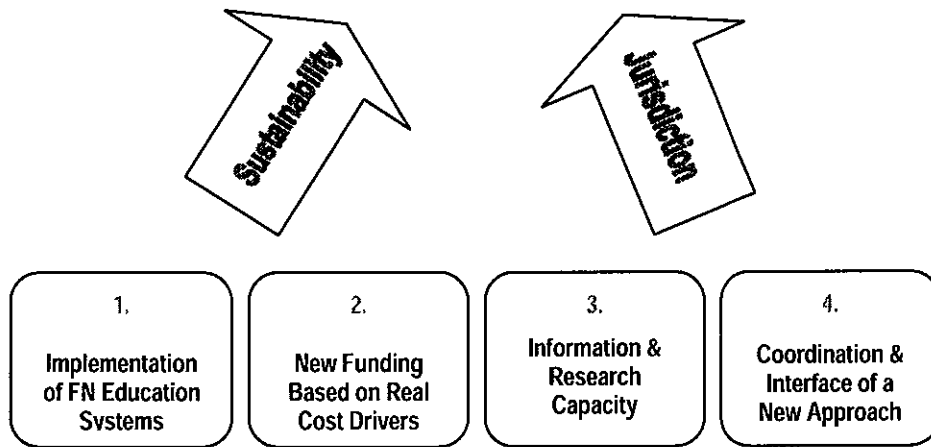 Sustainability
Jurisdiction
1.
Implementation
of FN Education
Systems
2.
New Funding
Based on Real
Cost Drivers
3.
Information &
Research
Capacity
4.
Coordination &
Interface of a
New Approach